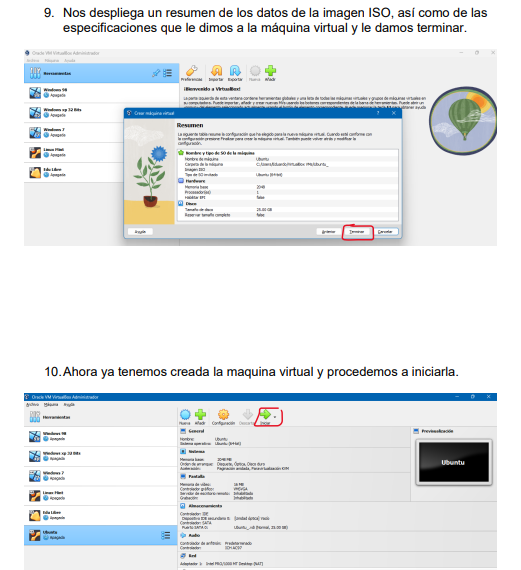 9. Nos despliega un resumen de los datos de la imagen ISO, así como de las
especificaciones que le dimos a la máquina virtual y le damos terminar.
Oracle VM VirtualBox Administrador
Archivo Máquina Ayuda
Herramientas
Preferencias Importar Exportar Nueva Añadir
Windows 98
Apagada
¡Bienvenido a VirtualBox!
Windows xp 32 Bits
Apagada
Windows 7
Apagada
Linux Mint
Apagada
Edu Libre
Apagada
Crear máquina virtual
Resumen
La siguiente tabla resume la configuración que ha elegido para la nueva máquina virtual. Cuando esté conforme con
la configuración presione Finalizar para crear la máquina virtual. También puede volver atrás y modificar la
configuración.
Nombre y tipo de SO de la máquina
Nombre de máquina Ubuntu
Carpeta de la máquina
Imagen ISO
Tipo de SO invitado Ubuntu (64-bit)
Hardware
Memoria base 2048
Procesador(es) 1
Habilitar EFI false
Disco
Tamaño de disco 25.00 GB
Reservar tamaño completo false
Ayuda Anterior Terminar Cancelar
10. Ahora ya tenemos creada la maquina virtual y procedemos a iniciarla.
Oracle VM VirtualBox Administrador
Archivo Máquina Ayuda
Herramientas
Nueva Añadir Configuración Descartar Iniciar
Windows 98
Apagada
Windows xp 32 Bits
Apagada
Windows 7
Apagada
Linux Mint
Apagada
Edu Libre
Apagada
Ubuntu
Apagada
General
Nombre: Ubuntu
Sistema operativo: Ubuntu (64-bit)
Sistema
Memoria base: 2048 MB
Orden de arranque: Disquete, Óptica, Disco duro
Aceleración: Paginación anidada, Paravirtualización KVM
Pantalla
Memoria de vídeo: 16 MB
Controlador gráfico: VMSVGA
Servidor de escritorio remoto: Inhabilitado
Grabación: Inhabilitado
Almacenamiento
Controlador: IDE
Dispositivo IDE secundario 0: [Unidad óptica] Vacío
Controlador: SATA
Puerto SATA 0: Ubuntu_.vdi (Normal, 25.00 GB)
Audio
Controlador de anfitrión: Predeterminado
Controlador: ICH AC97
Red
Adaptador 1: Intel PRO/1000 MT Desktop (NAT)
Previsualización
Ubuntu